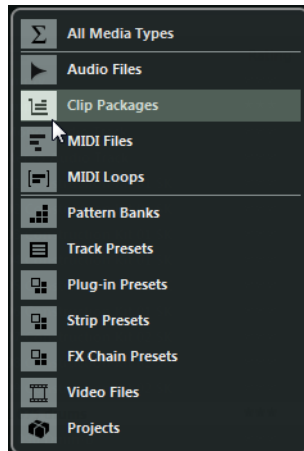 All Media Types
Audio Files
Clip Packages
MIDI Files
MIDI Loops
Pattern Banks
Track Presets
Plug-in Presets
Strip Presets
FX Chain Presets
Video Files
Projects